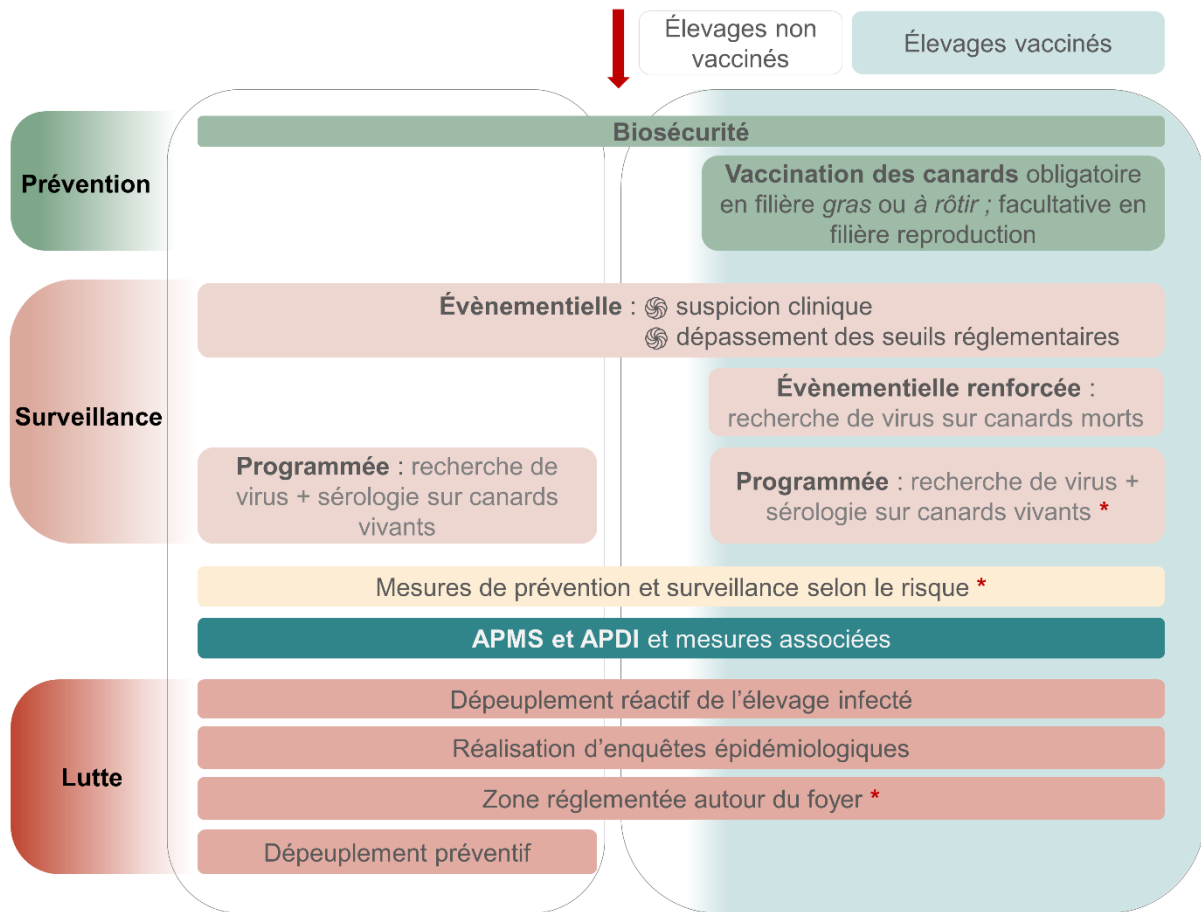 Élevages non
vaccinés
Élevages vaccinés
Biosécurité
Prévention
Vaccination des canards obligatoire
en filière gras ou à rôtir ; facultative en
filière reproduction
Évènementielle : suspicion clinique
dépassement des seuils réglementaires
Surveillance
Évènementielle renforcée :
recherche de virus sur canards morts
Programmée : recherche de
virus + sérologie sur canards
vivants
Programmée : recherche de virus +
sérologie sur canards vivants *
Mesures de prévention et surveillance selon le risque *
APMS et APDI et mesures associées
Lutte
Dépeuplement réactif de l’élevage infecté
Réalisation d’enquêtes épidémiologiques
Zone réglementée autour du foyer *
Dépeuplement préventif